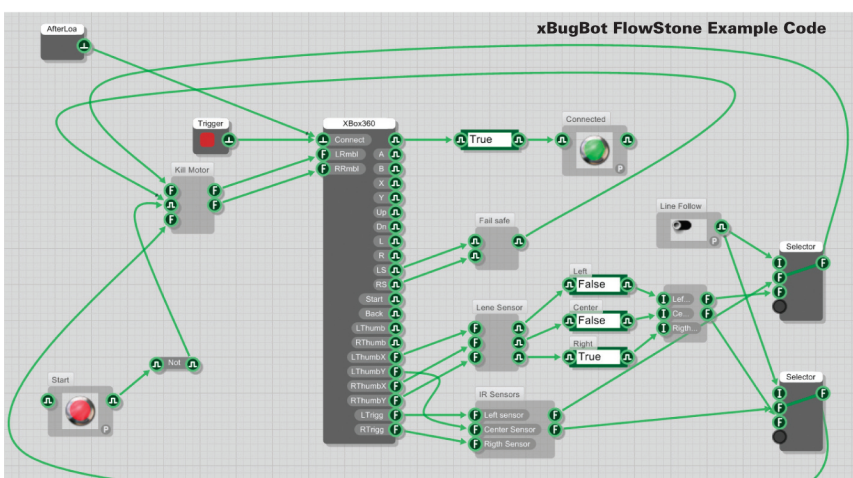 xBugBot FlowStone Example Code
AfterLoa
Trigger
XBox360
Connect
LRmbl
RRmbl
A
B
X
Y
Up
Dn
L
R
LS
RS
Start
Back
LThumb
RThumb
LThumbX
LThumbY
RThumbX
RThumbY
LTrigg
RTrigg
True
Connected
P
Kill Motor
F
F
F
F
Fail safe
Line Follow
P
Selector
I
F
F
F
Left
False
Lene Sensor
Center
False
Right
True
I Lef... F
I Ce... F
I Rigth...
Not
Start
P
IR Sensors
F Left sensor F
F Center Sensor F
F Rigth Sensor
Selector
I
F
F
F